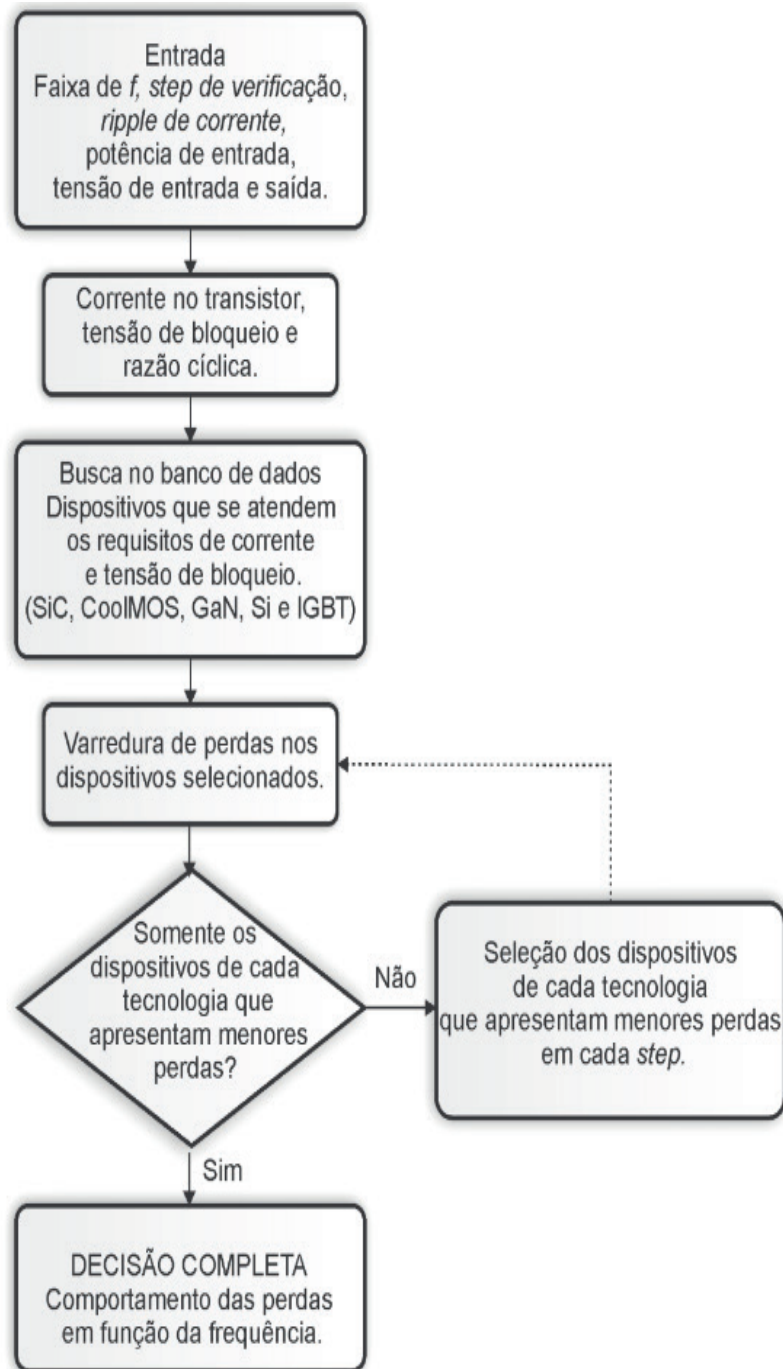 Entrada
Faixa de f, step de verificação,
ripple de corrente,
potência de entrada,
tensão de entrada e saída.
Corrente no transistor,
tensão de bloqueio e
razão cíclica.
Busca no banco de dados
Dispositivos que se atendem
os requisitos de corrente
e tensão de bloqueio.
(SiC, CoolMOS, GaN, Si e IGBT)
Varredura de perdas nos
dispositivos selecionados.
Somente os
dispositivos de cada
tecnologia que
apresentam menores
perdas?
Não
Seleção dos dispositivos
de cada tecnologia
que apresentam menores perdas
em cada step.
Sim
DECISÃO COMPLETA
Comportamento das perdas
em função da frequência.